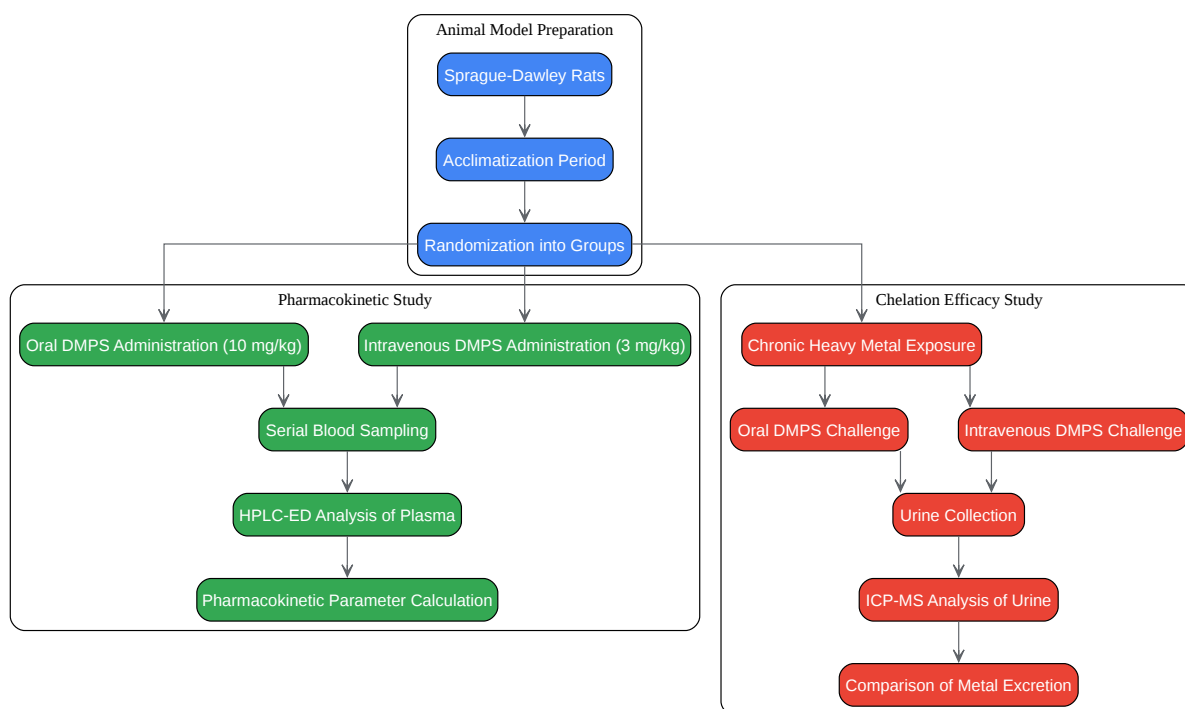 Animal Model Preparation
Sprague-Dawley Rats
Acclimatization Period
Randomization into Groups
Pharmacokinetic Study
Oral DMPS Administration (10 mg/kg)
Intravenous DMPS Administration (3 mg/kg)
Serial Blood Sampling
HPLC-ED Analysis of Plasma
Pharmacokinetic Parameter Calculation
Chelation Efficacy Study
Chronic Heavy Metal Exposure
Oral DMPS Challenge
Intravenous DMPS Challenge
Urine Collection
ICP-MS Analysis of Urine
Comparison of Metal Excretion